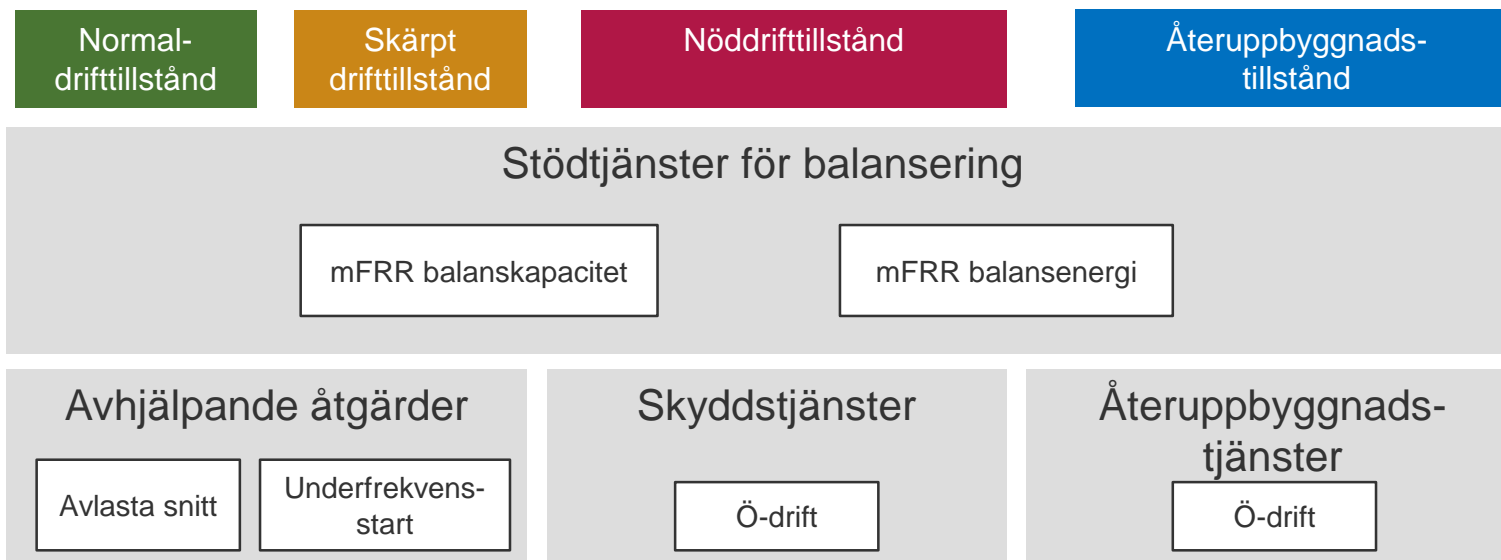 Normal-
drifttillstånd
Skärpt
drifttillstånd
Nöddrifttillstånd
Återuppbyggnads-
tillstånd
Stödtjänster för balansering
mFRR balanskapacitet
mFRR balansenergi
Avhjälpande åtgärder
Avlasta snitt
Underfrekvens-
start
Skyddstjänster
Ö-drift
Återuppbyggnads-
tjänster
Ö-drift